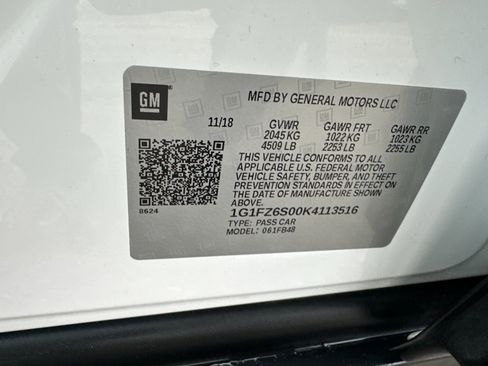 GM
MFD BY GENERAL MOTORS LLC
11/18 GVWR GAWR FRT GAWR RR
2045 KG 1022 KG 1023 KG
4509 LB 2253 LB 2255 LB
THIS VEHICLE CONFORMS TO ALL
APPLICABLE U.S. FEDERAL MOTOR
VEHICLE SAFETY, BUMPER, AND THEFT
PREVENTION STANDARDS IN EFFECT ON
THE DATE OF MANUFACTURE SHOWN
ABOVE.
8624
1G1FZ6S00K4113516
TYPE: PASS CAR
MODEL: 061FB48